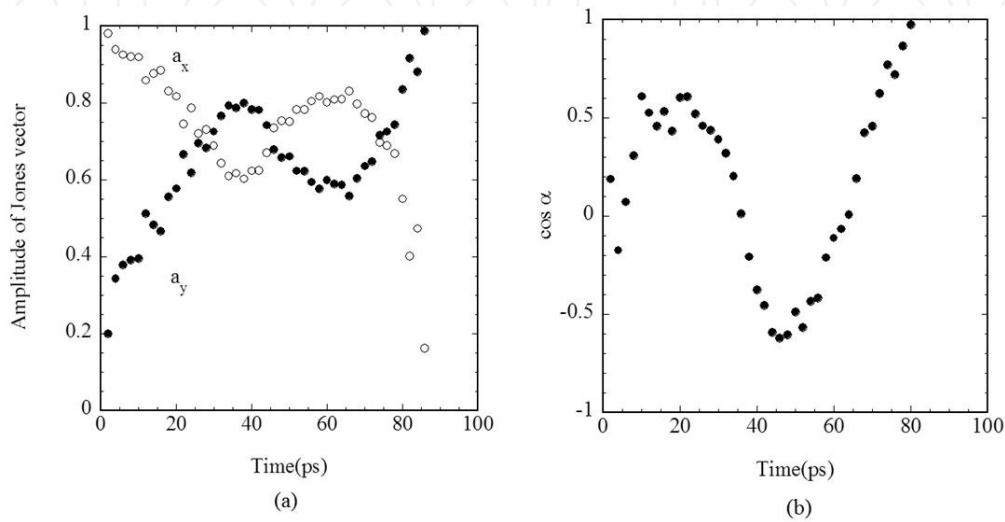 1
0.8
0.6
0.4
0.2
0
Amplitude of Jones vector
a_x
a_y
0 20 40 60 80 100
Time(ps)
(a)
1
0.5
0
-0.5
-1
cos α
0 20 40 60 80 100
Time(ps)
(b)